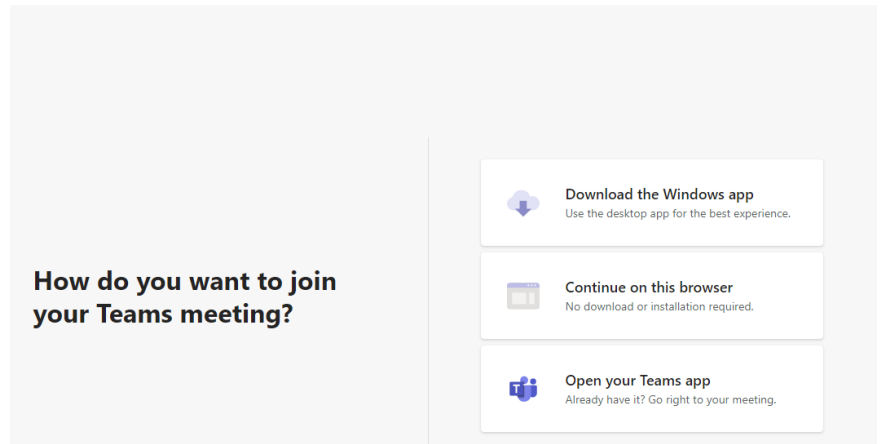 How do you want to join
your Teams meeting?
Download the Windows app
Use the desktop app for the best experience.
Continue on this browser
No download or installation required.
Open your Teams app
Already have it? Go right to your meeting.